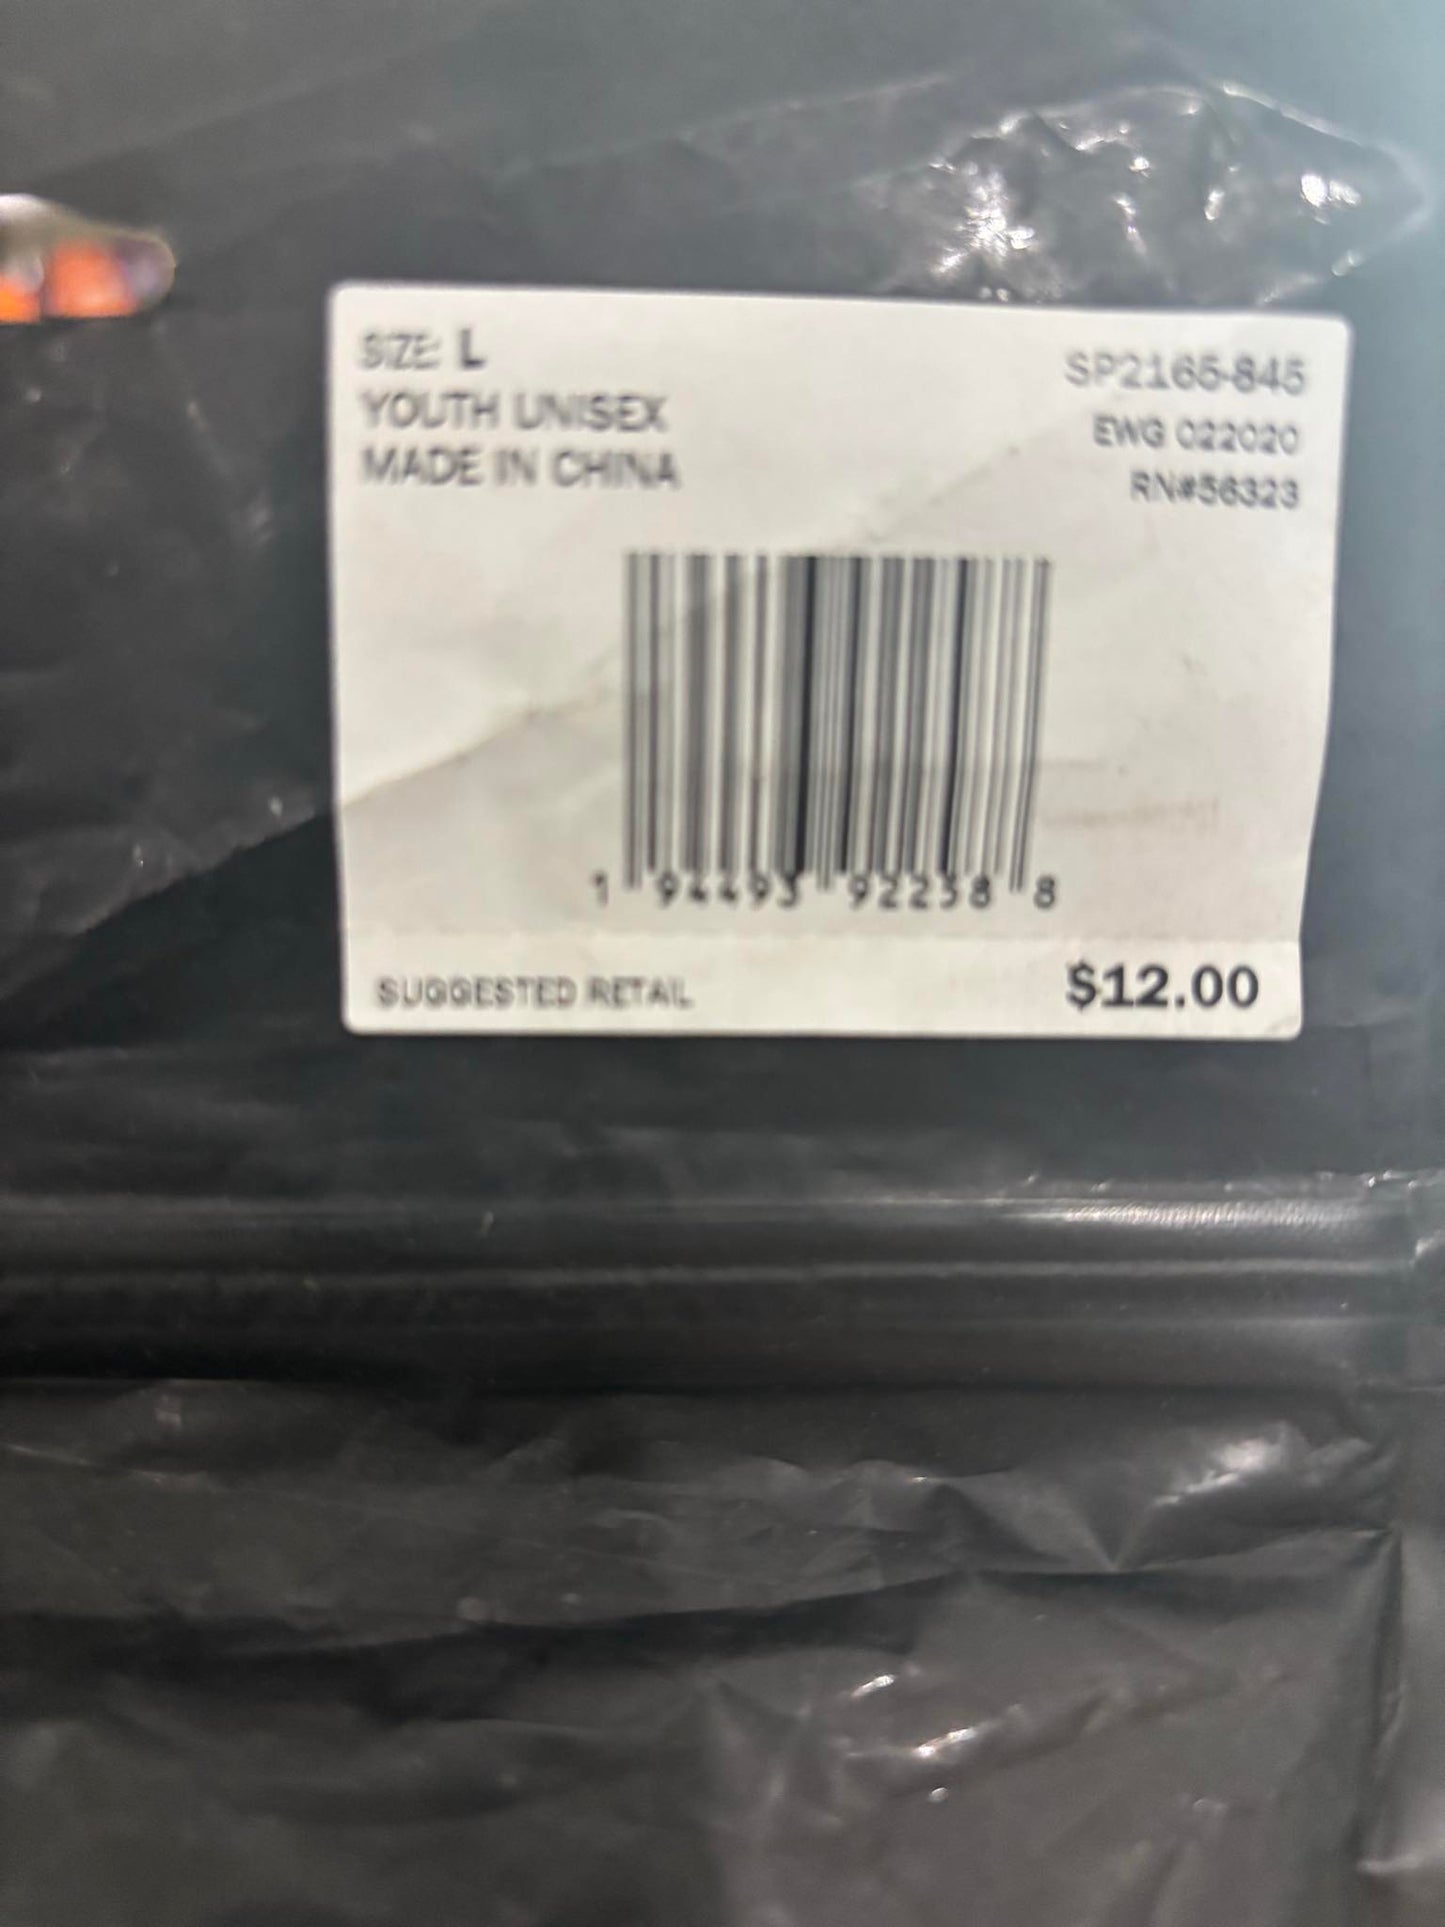 SIZE: L
YOUTH UNISEX
MADE IN CHINA
SP2165-845
EWG 022020
RN#56323
1 94493 92238 8
SUGGESTED RETAIL
$12.00